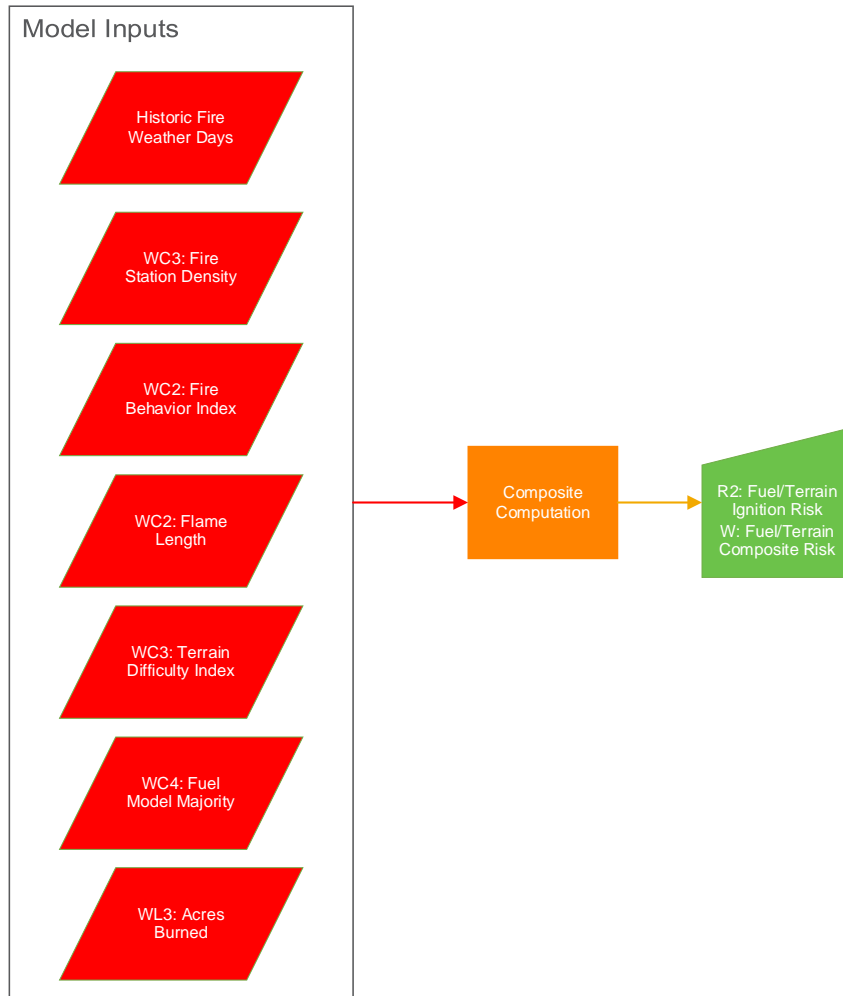 Model Inputs
Historic Fire
Weather Days
WC3: Fire
Station Density
WC2: Fire
Behavior Index
WC2: Flame
Length
WC3: Terrain
Difficulty Index
WC4: Fuel
Model Majority
WL3: Acres
Burned
Composite
Computation
R2: Fuel/Terrain
Ignition Risk
W: Fuel/Terrain
Composite Risk